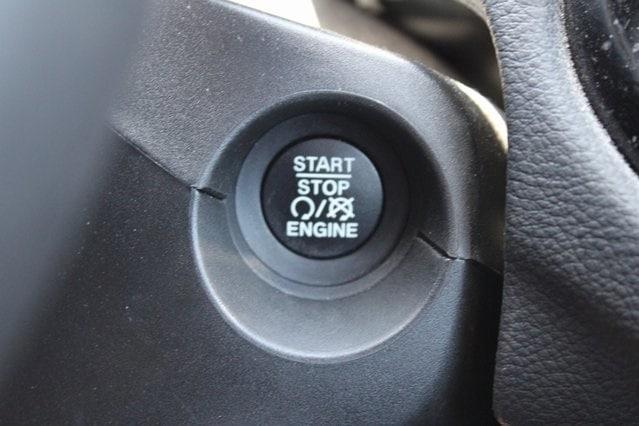 START
STOP
/
ENGINE